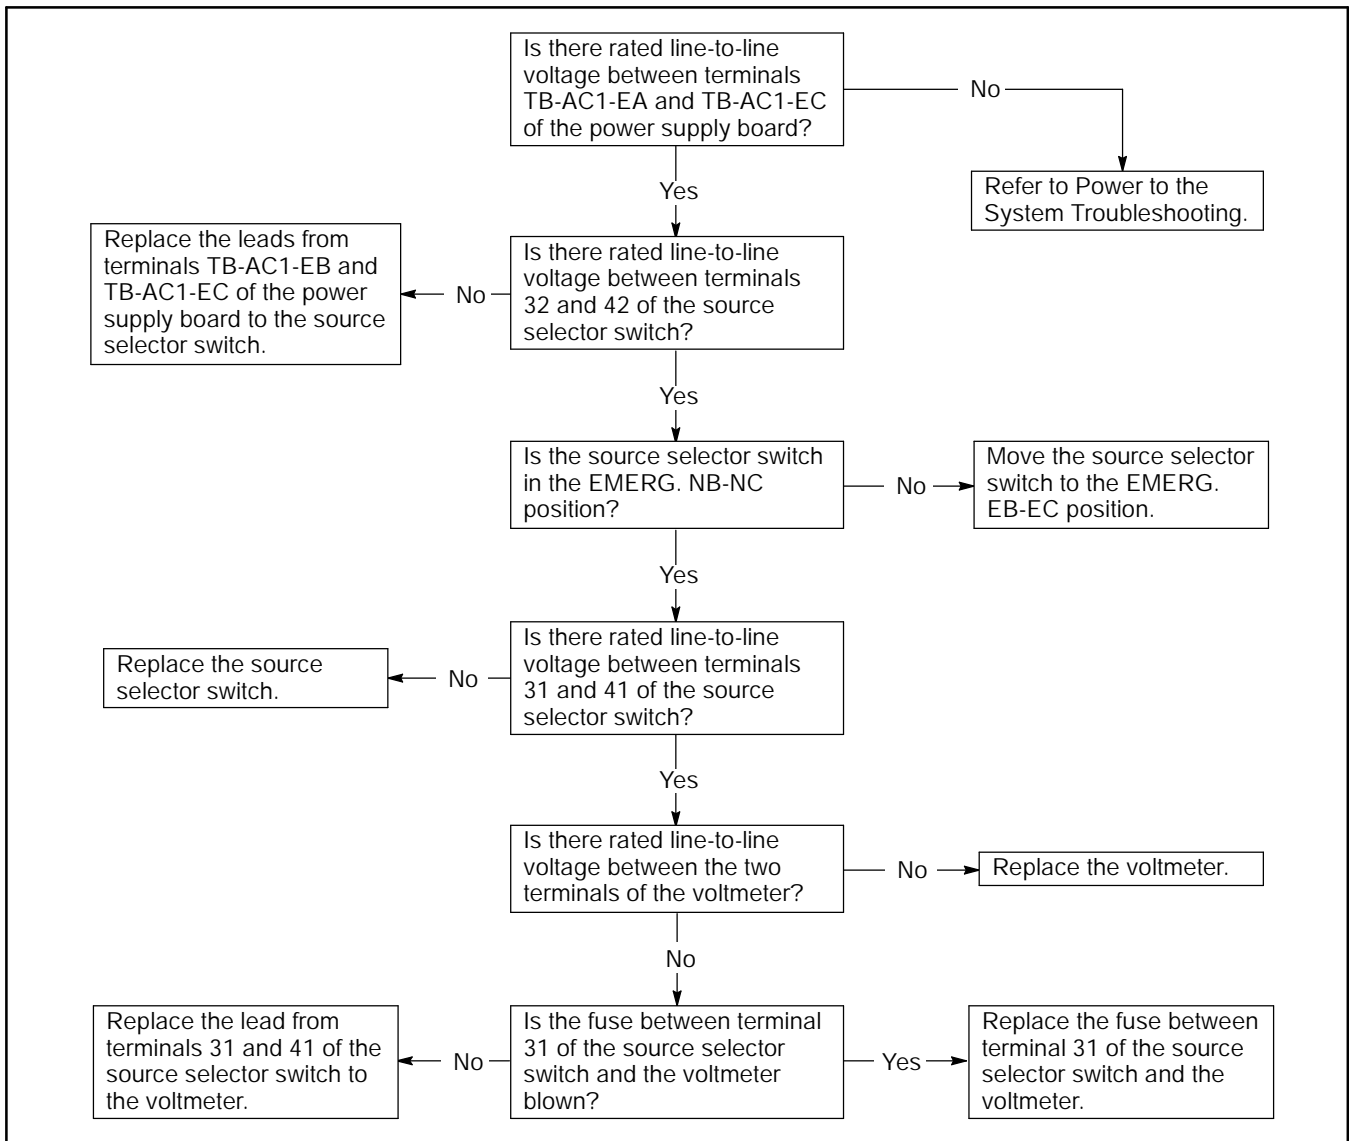 Is there rated line-to-line
voltage between terminals
TB-AC1-EA and TB-AC1-EC
of the power supply board?
No
Yes
Refer to Power to the
System Troubleshooting.
Replace the leads from
terminals TB-AC1-EB and
TB-AC1-EC of the power
supply board to the source
selector switch.
No
Is there rated line-to-line
voltage between terminals
32 and 42 of the source
selector switch?
Yes
Is the source selector switch
in the EMERG. NB-NC
position?
No
Move the source selector
switch to the EMERG.
EB-EC position.
Yes
Replace the source
selector switch.
No
Is there rated line-to-line
voltage between terminals
31 and 41 of the source
selector switch?
Yes
Is there rated line-to-line
voltage between the two
terminals of the voltmeter?
No
Replace the voltmeter.
No
Replace the lead from
terminals 31 and 41 of the
source selector switch to
the voltmeter.
No
Is the fuse between terminal
31 of the source selector
switch and the voltmeter
blown?
Yes
Replace the fuse between
terminal 31 of the source
selector switch and the
voltmeter.